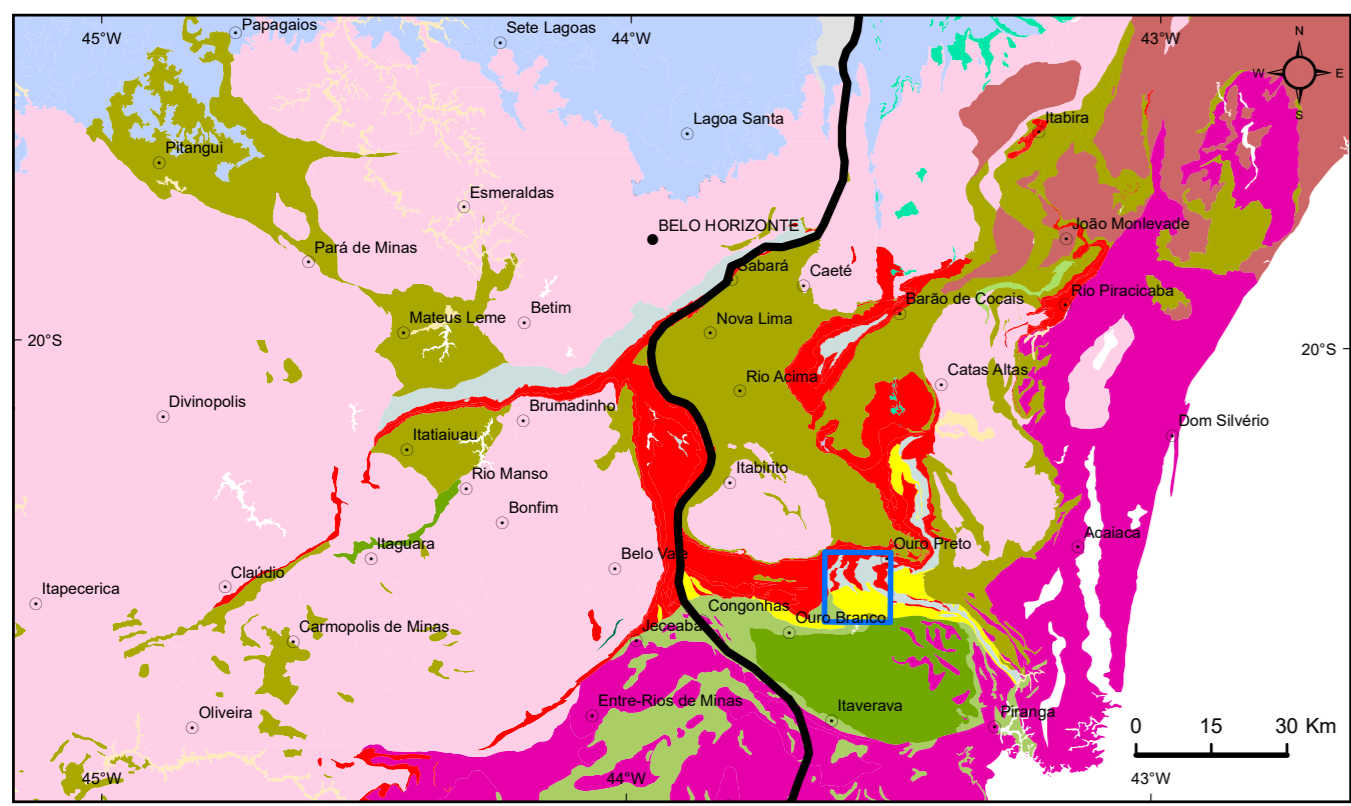 Papagaios
Sete Lagoas
45°W
44°W
43°W
N
W E
S
Lagoa Santa
Itabira
Pitangui
Esmeraldas
BELO HORIZONTE
João Monlevade
Pará de Minas
Sabará
Caeté
Rio Piracicaba
Barão de Cocais
Betim
Mateus Leme
Nova Lima
20°S
20°S
Rio Acima
Catas Altas
Divinopolis
Brumadinho
Dom Silvério
Itatiaiuau
Itabirito
Rio Manso
Bonfim
Acaiaca
Itaguara
Belo Vale
Ouro Preto
Claúdio
Itapecerica
Congonhas
Ouro Branco
Carmopolis de Minas
Jeceaba
Entre-Rios de Minas
Itaverava
Piranga
Oliveira
0 15 30 Km
45°W
44°W
43°W